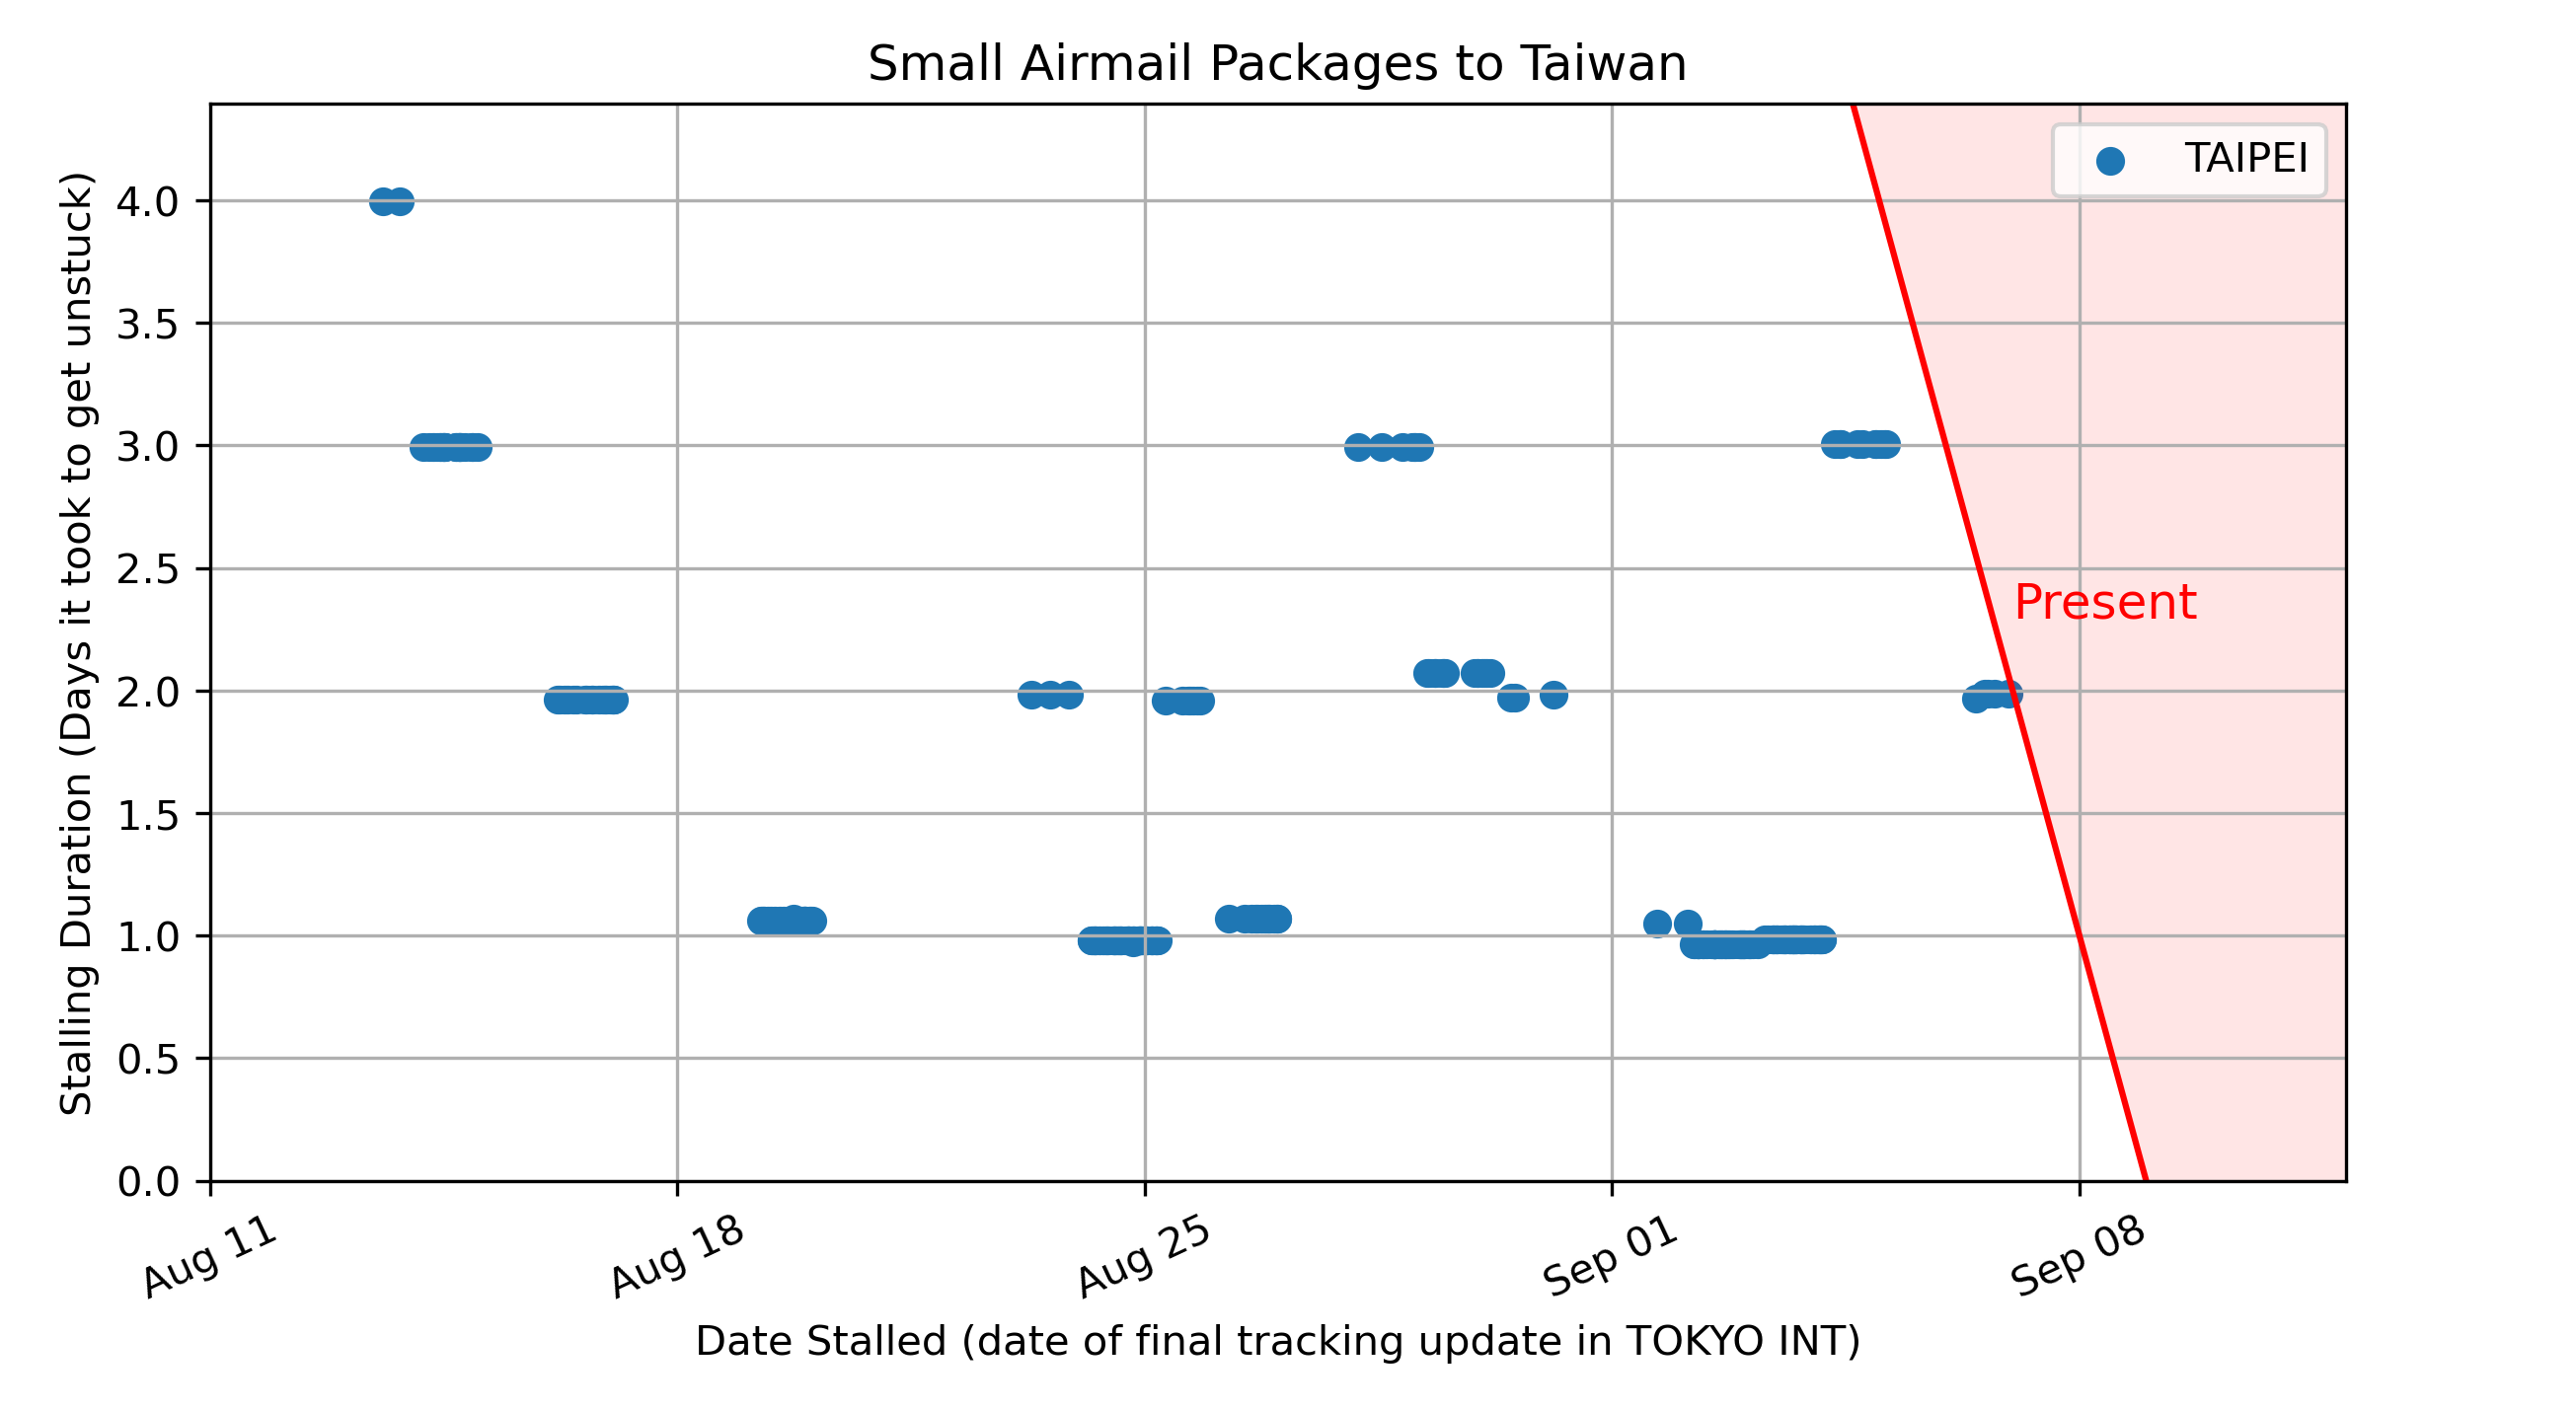 Small Airmail Packages to Taiwan
TAIPEI
Stalling Duration (Days it took to get unstuck)
4.0
3.5
3.0
2.5
2.0
1.5
1.0
0.5
0.0
Present
Aug 11
Aug 18
Aug 25
Sep 01
Sep 08
Date Stalled (date of final tracking update in TOKYO INT)